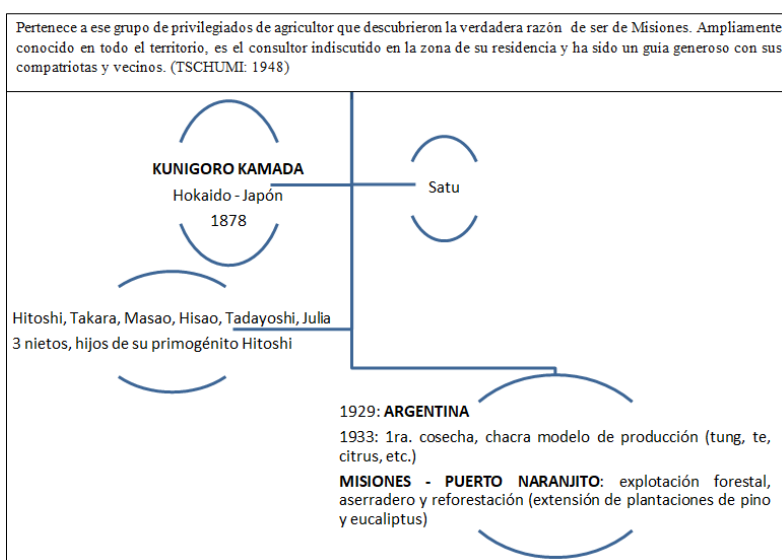 Pertenece a ese grupo de privilegiados de agricultor que descubrieron la verdadera razón de ser de Misiones. Ampliamente
conocido en todo el territorio, es el consultor indiscutido en la zona de su residencia y ha sido un guia generoso con sus
compatriotas y vecinos. (TSCHUMI: 1948)
KUNIGORO KAMADA
Hokaido - Japón
1878
Satu
Hitoshi, Takara, Masao, Hisao, Tadayoshi, Julia
3 nietos, hijos de su primogénito Hitoshi
1929: ARGENTINA
1933: 1ra. cosecha, chacra modelo de producción (tung, te,
citrus, etc.)
MISIONES - PUERTO NARANJITO: explotación forestal,
aserradero y reforestación (extensión de plantaciones de pino
y eucaliptus)